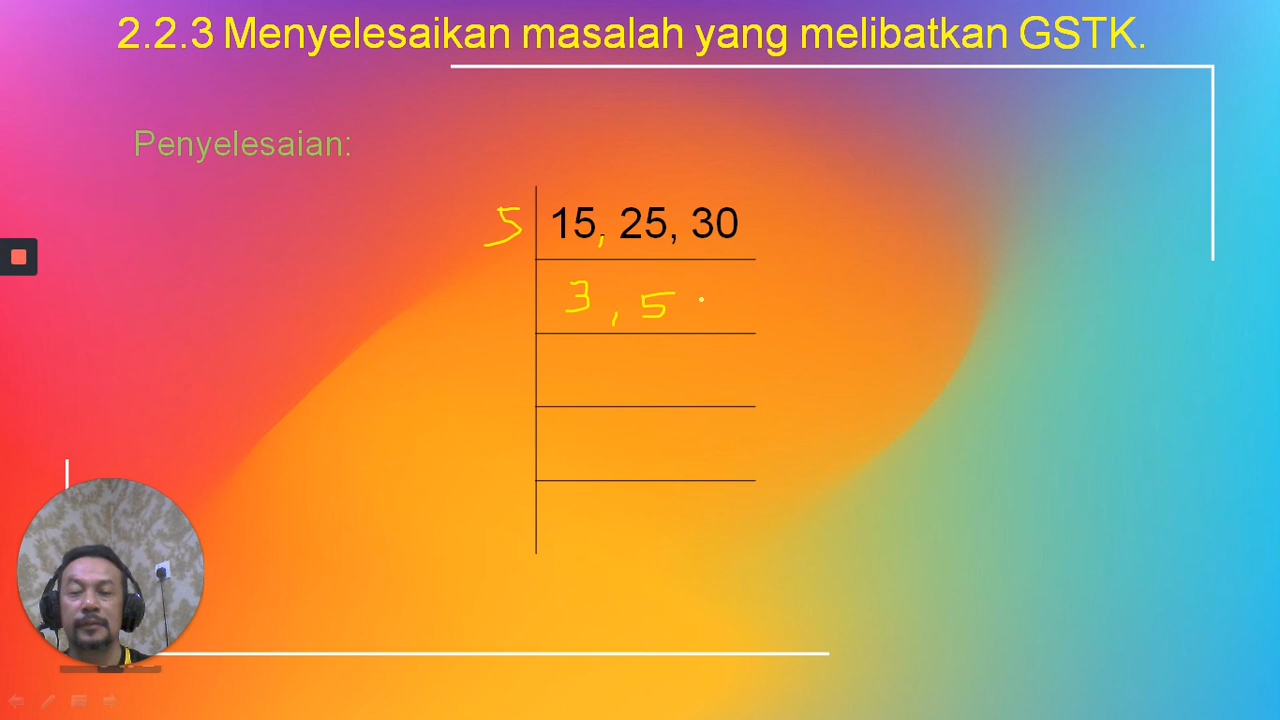 2.2.3 Menyelesaikan masalah yang melibatkan GSTK.
Penyelesaian:
5 15, 25, 30
3, 5